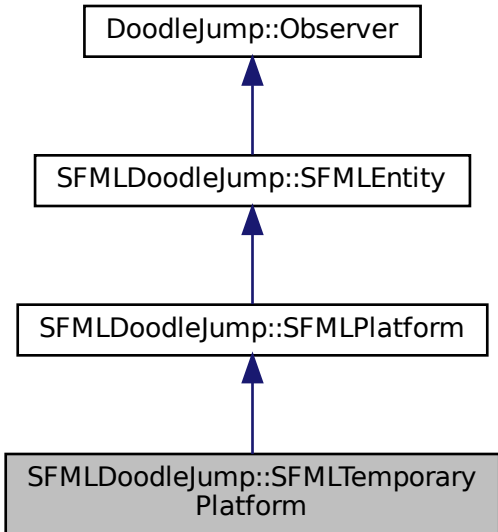 DoodleJump::Observer
SFMLDoodleJump::SFMLEntity
SFMLDoodleJump::SFMLPlatform
SFMLDoodleJump::SFMLTemporary
Platform